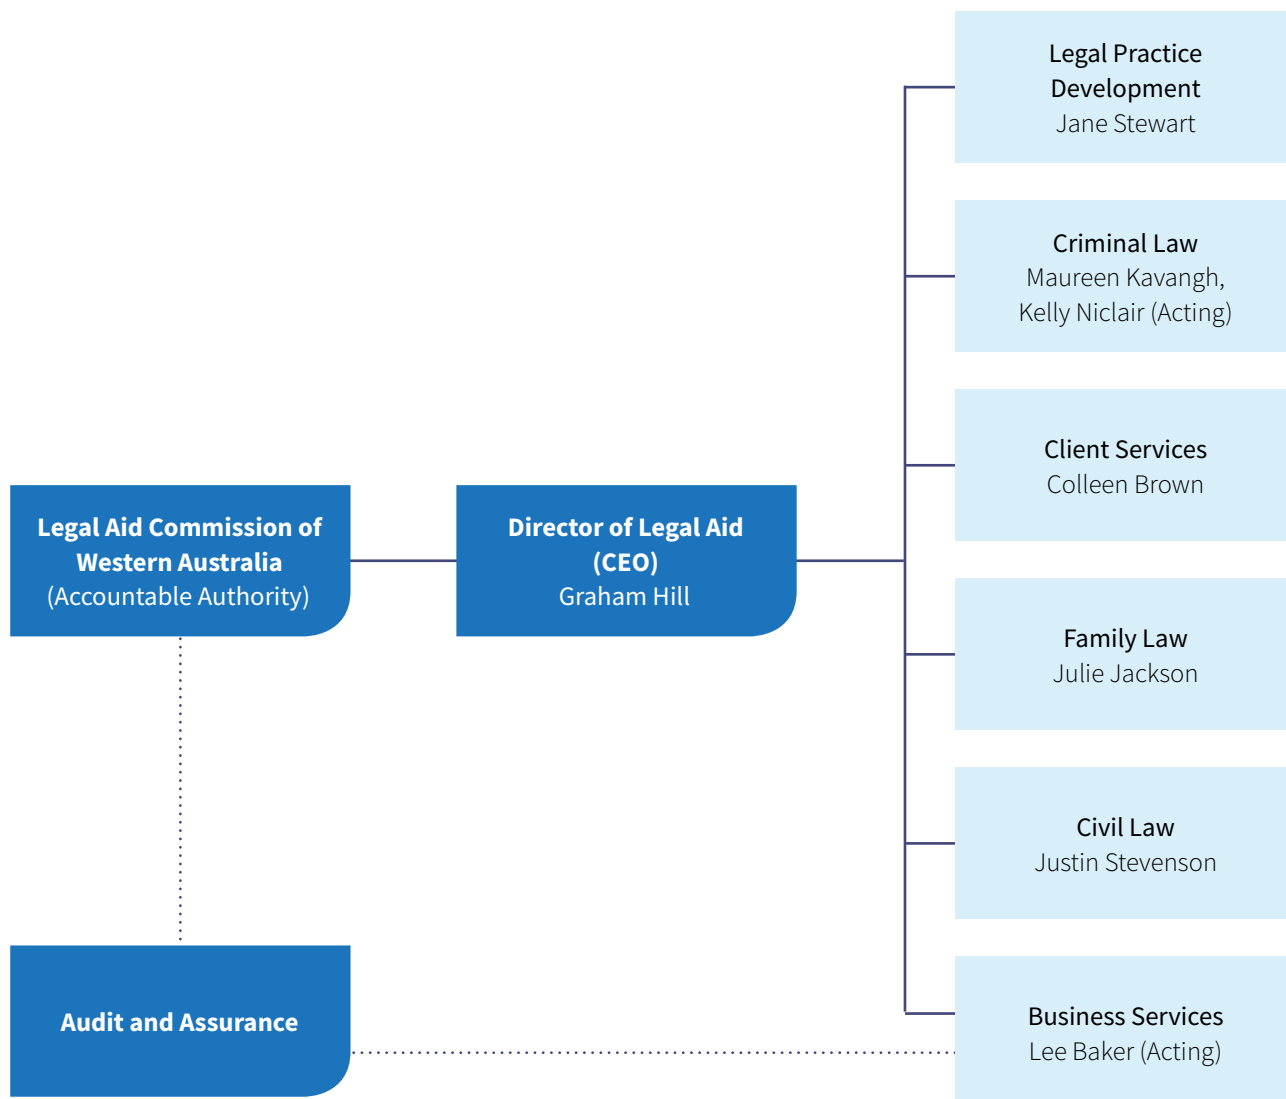 Legal Practice
Development
Jane Stewart
Criminal Law
Maureen Kavangh,
Kelly Niclair (Acting)
Client Services
Colleen Brown
Legal Aid Commission of
Western Australia
(Accountable Authority)
Director of Legal Aid
(CEO)
Graham Hill
Family Law
Julie Jackson
Civil Law
Justin Stevenson
Audit and Assurance
Business Services
Lee Baker (Acting)